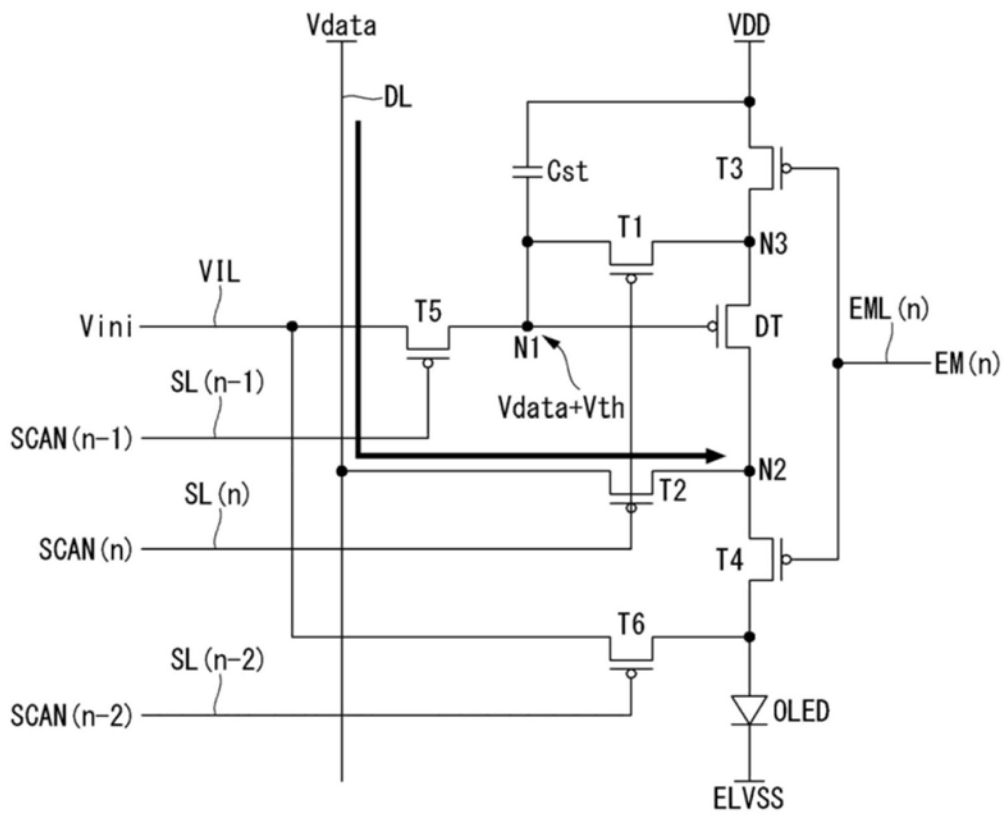 Vdata
VDD
DL
Cst
T3
T1
N3
VIL
T5
Vini
N1
DT
EML(n)
EM(n)
Vdata+Vth
SL(n-1)
SCAN(n-1)
N2
T2
SL(n)
SCAN(n)
T4
T6
SL(n-2)
SCAN(n-2)
OLED
ELVSS